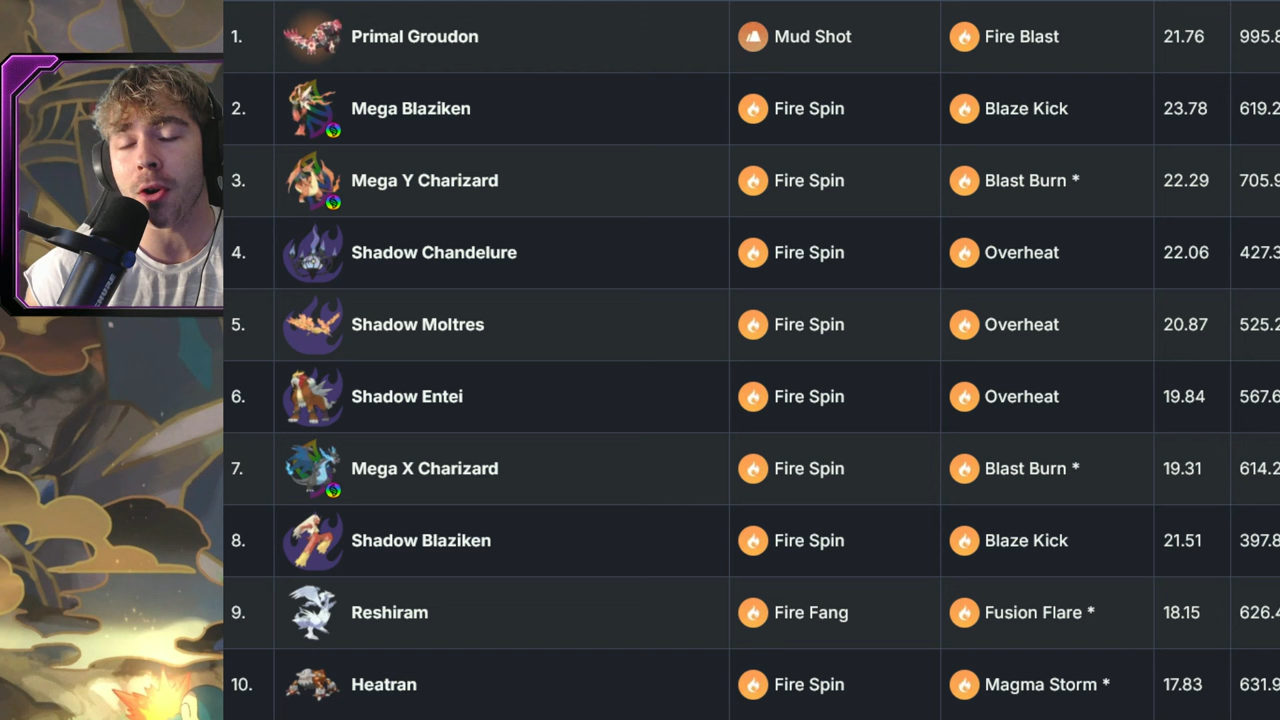 1. Primal Groudon Mud Shot Fire Blast 21.76 995.8
2. Mega Blaziken Fire Spin Blaze Kick 23.78 619.2
3. Mega Y Charizard Fire Spin Blast Burn * 22.29 705.9
4. Shadow Chandelure Fire Spin Overheat 22.06 427.3
5. Shadow Moltres Fire Spin Overheat 20.87 525.2
6. Shadow Entei Fire Spin Overheat 19.84 567.6
7. Mega X Charizard Fire Spin Blast Burn * 19.31 614.2
8. Shadow Blaziken Fire Spin Blaze Kick 21.51 397.8
9. Reshiram Fire Fang Fusion Flare * 18.15 626.4
10. Heatran Fire Spin Magma Storm * 17.83 631.9
SHURE